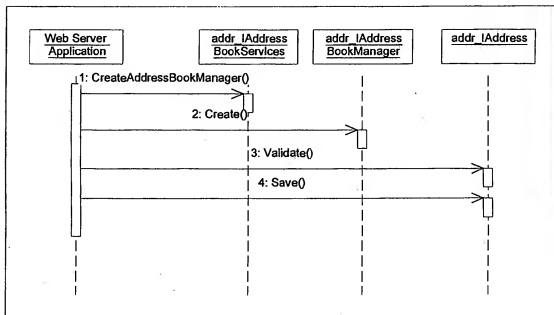 Web Server
Application
addr_IAddress
BookServices
addr_IAddress
BookManager
addr_IAddress
1: CreateAddressBookManager()
2: Create()
3: Validate()
4: Save()